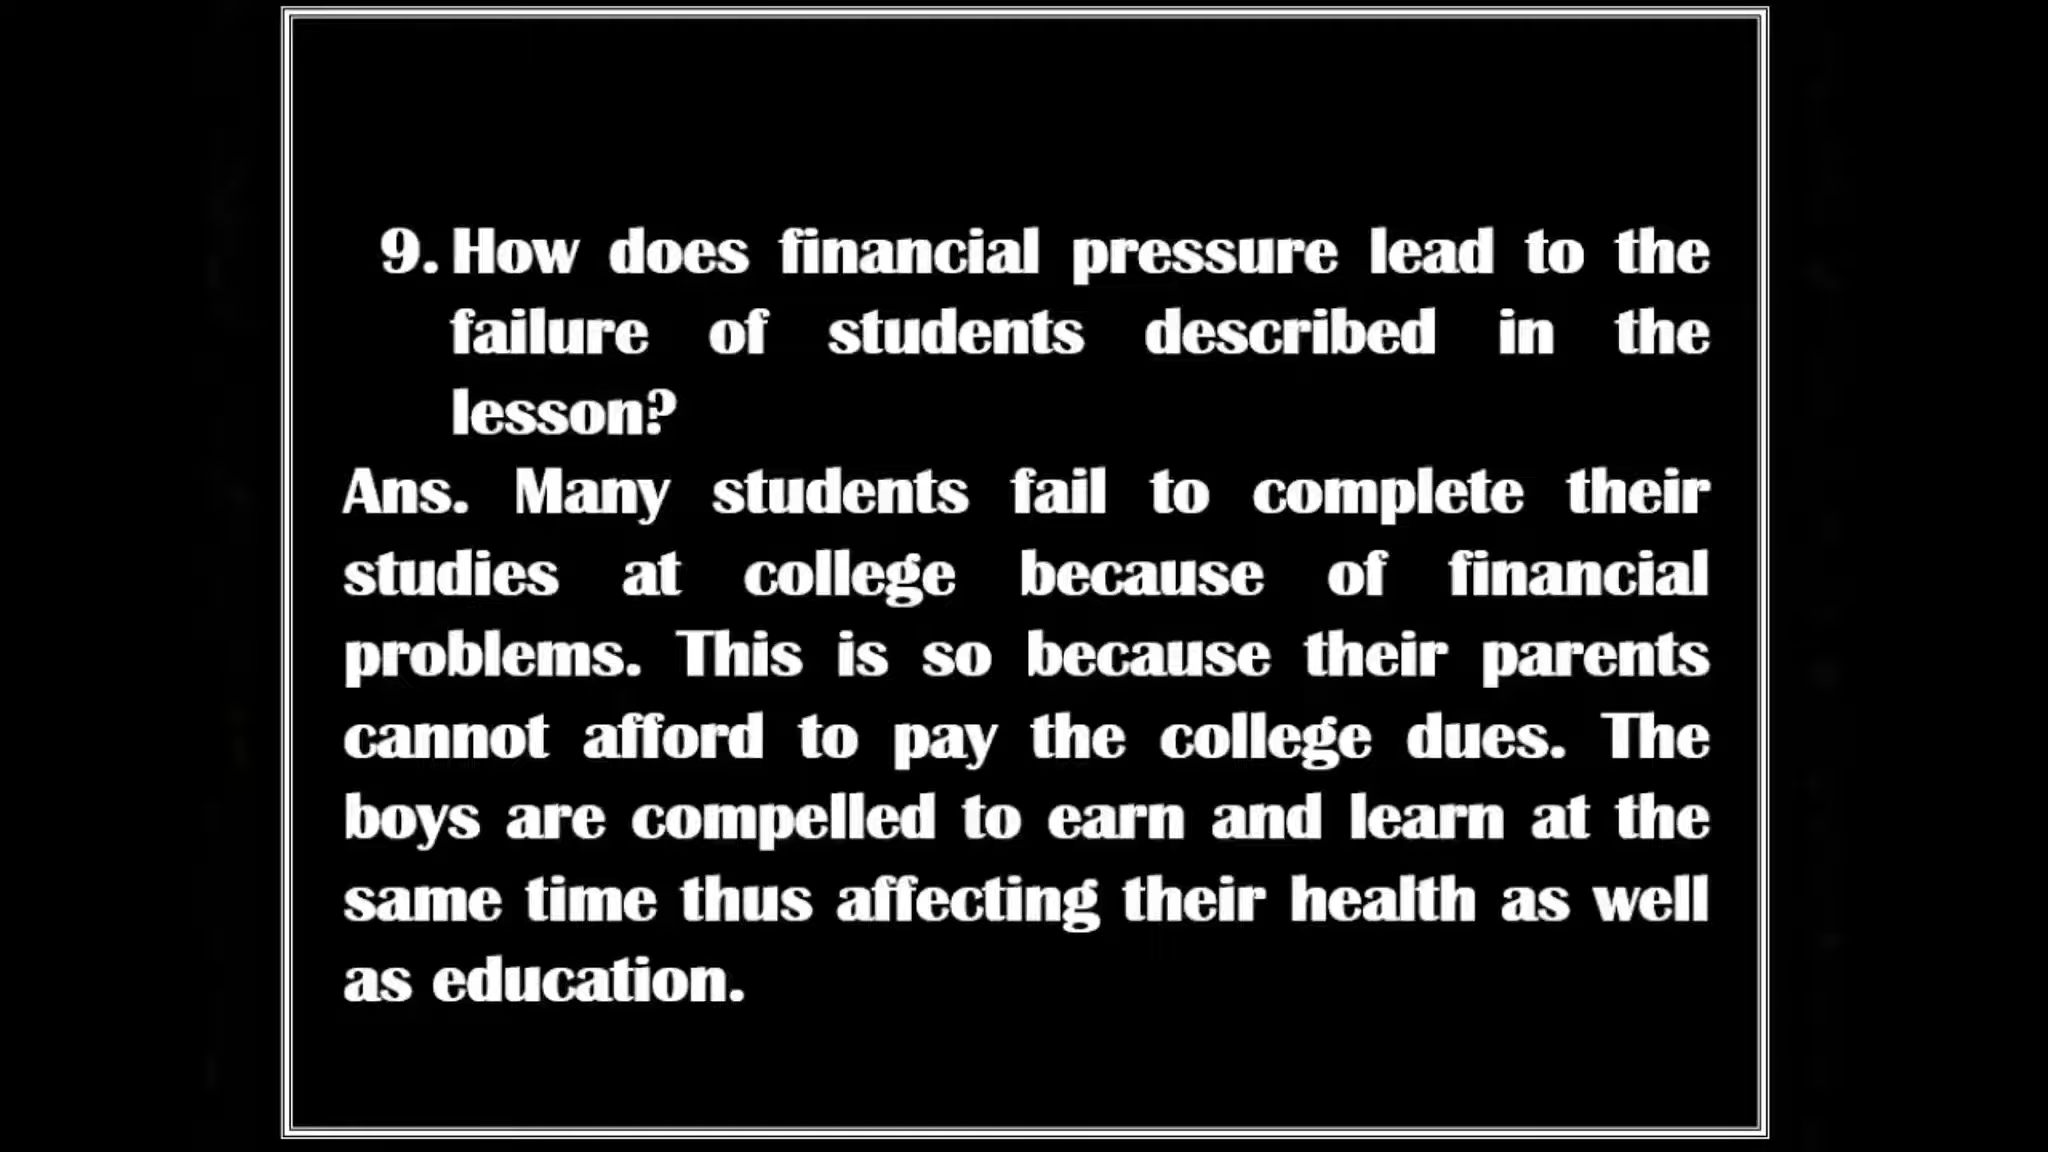 9. How does financial pressure lead to the
failure of students described in the
lesson?
Ans. Many students fail to complete their
studies at college because of financial
problems. This is so because their parents
cannot afford to pay the college dues. The
boys are compelled to earn and learn at the
same time thus affecting their health as well
as education.